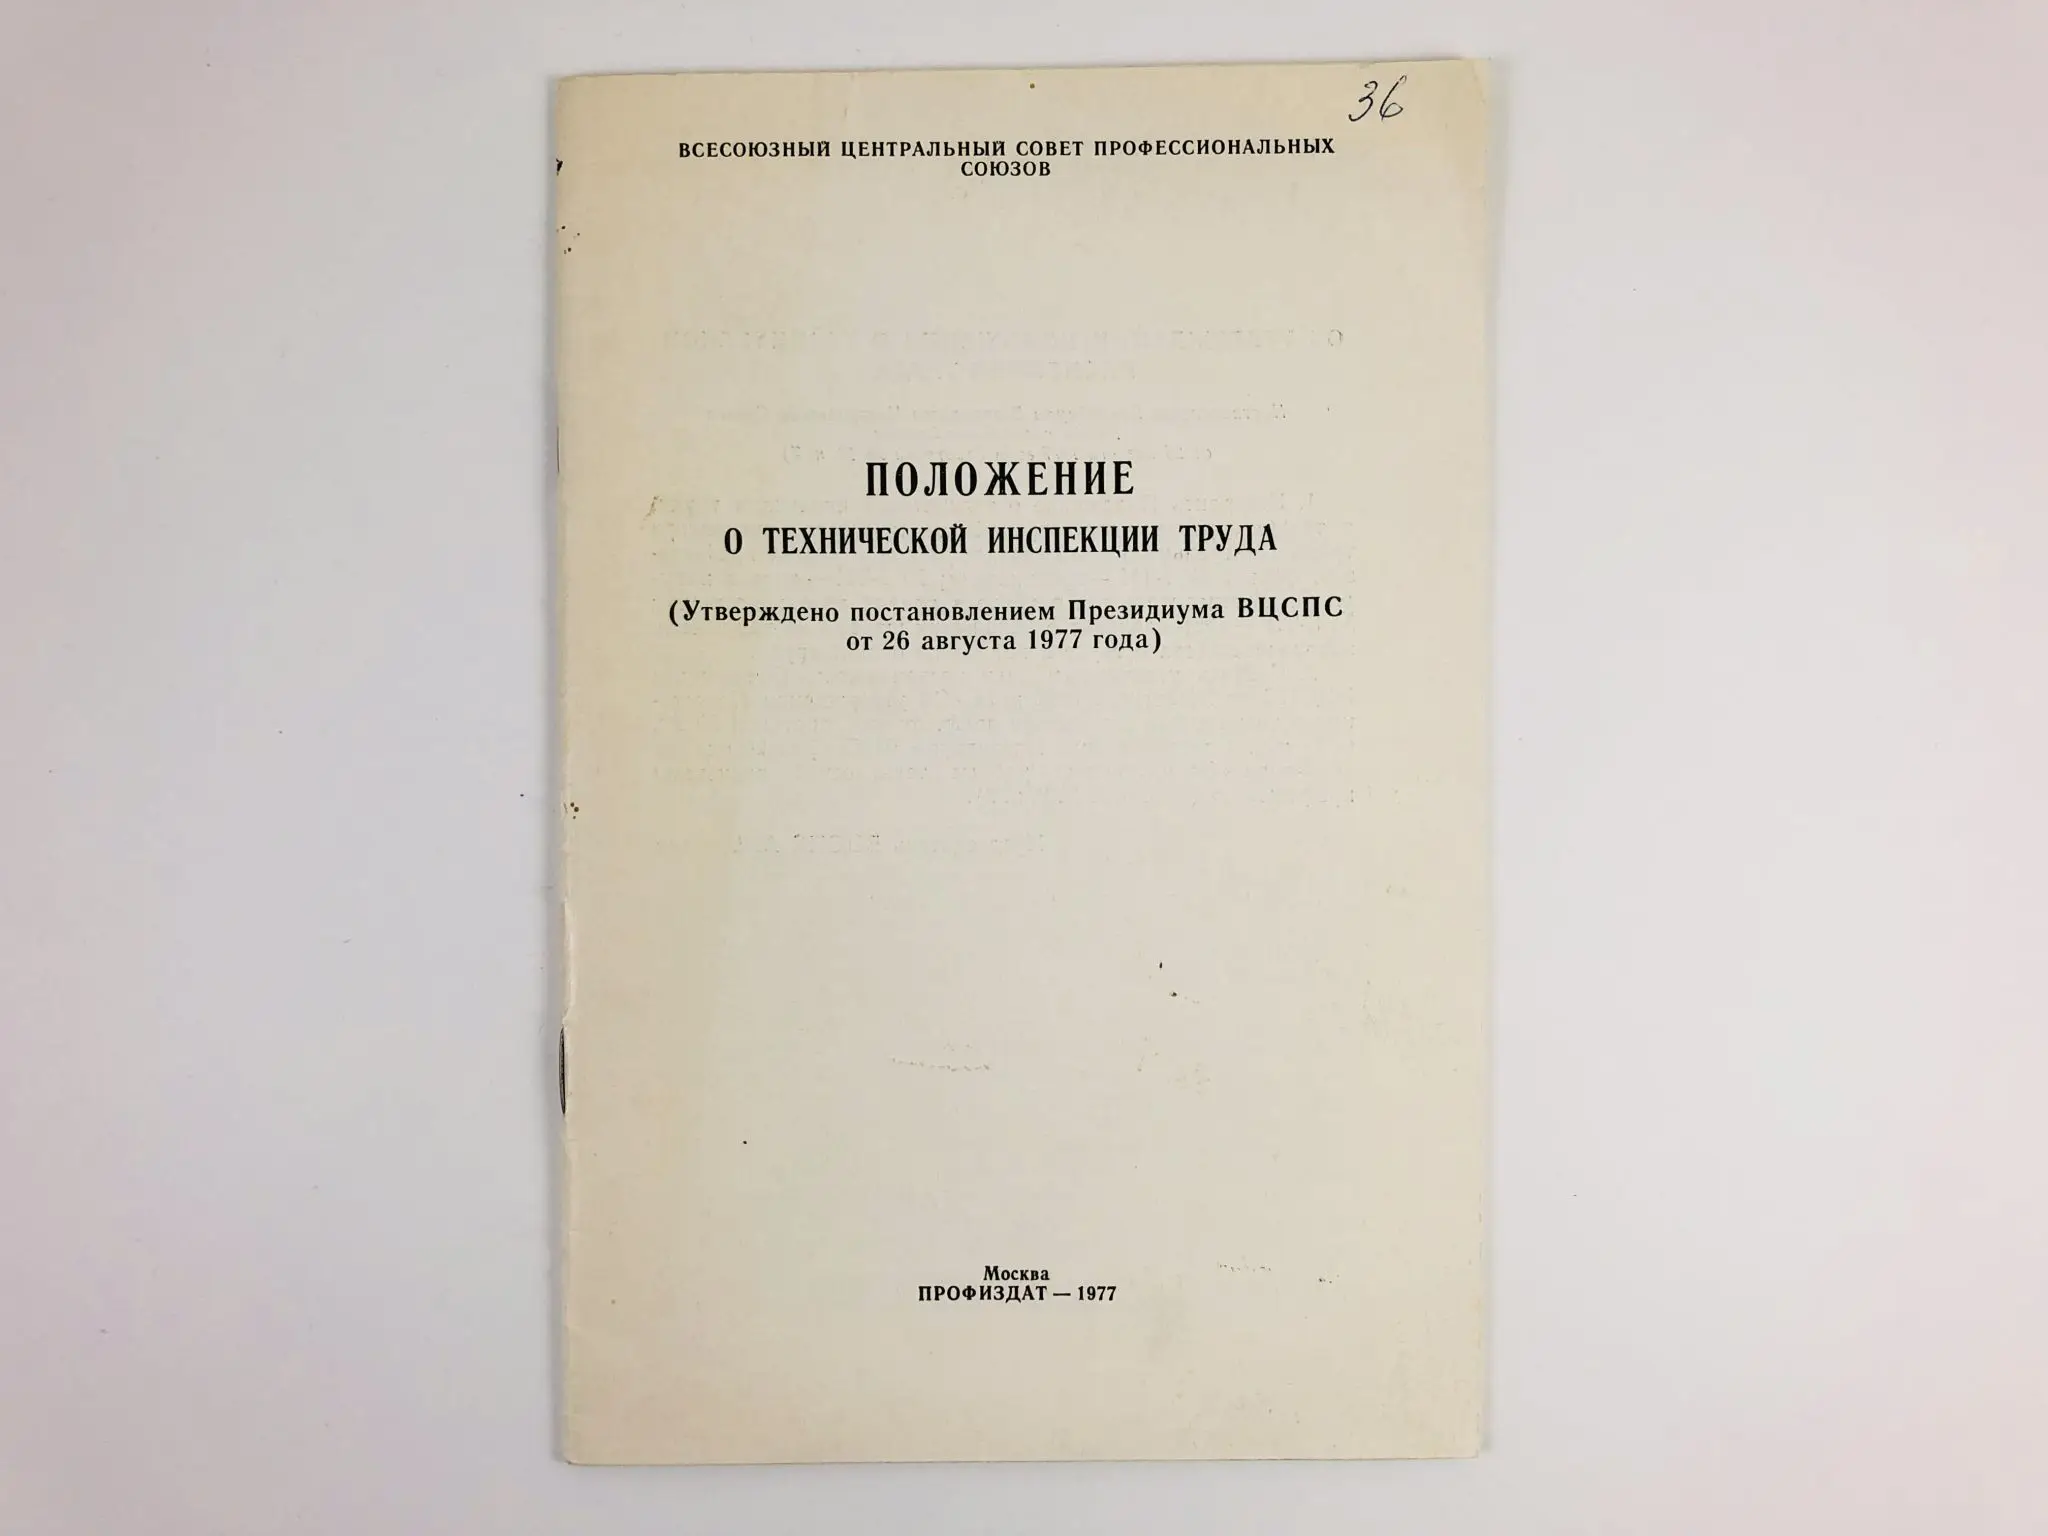 36
ВСЕСОЮЗНЫЙ ЦЕНТРАЛЬНЫЙ СОВЕТ ПРОФЕССИОНАЛЬНЫХ
СОЮЗОВ
ПОЛОЖЕНИЕ
О ТЕХНИЧЕСКОЙ ИНСПЕКЦИИ ТРУДА
(Утверждено постановлением Президиума ВЦСПС
от 26 августа 1977 года)
Москва
ПРОФИЗДАТ — 1977